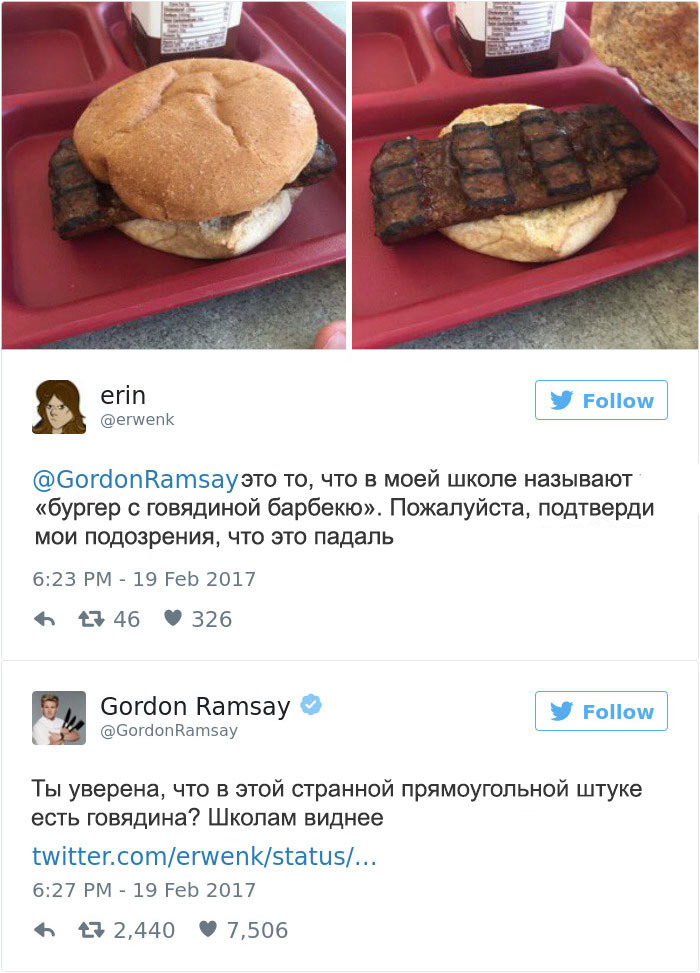 erin
@erwenk
Follow
@GordonRamsay это то, что в моей школе называют
«бургер с говядиной барбекю». Пожалуйста, подтверди
мои подозрения, что это падаль
6:23 PM - 19 Feb 2017
46 326
Gordon Ramsay
@GordonRamsay
Follow
Ты уверена, что в этой странной прямоугольной штуке
есть говядина? Школам виднее
twitter.com/erwenk/status/...
6:27 PM - 19 Feb 2017
2,440 7,506